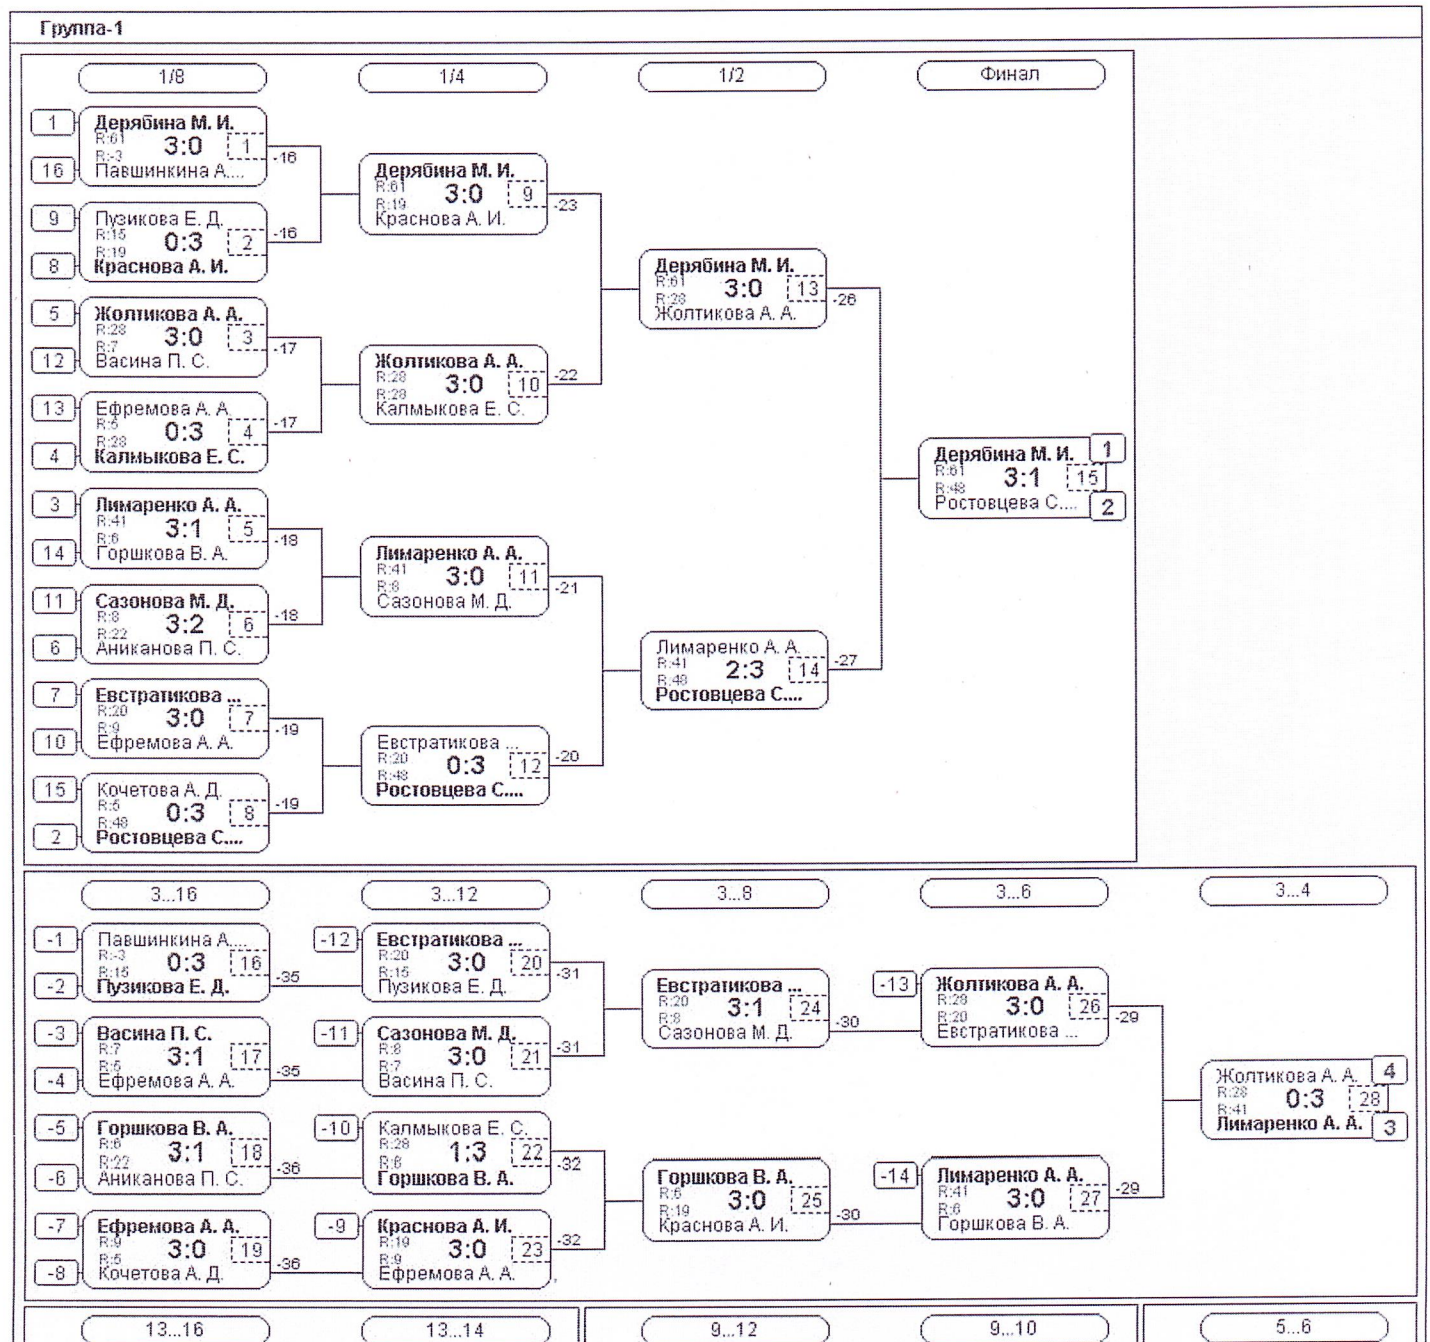 Группа-1
1/8
1/4
1/2
Финал
1
Дерябина М. И.
R:61
3:0
1
-16
R:-3
16
Павшинкина А....
9
Пузикова Е. Д.
R:15
0:3
2
-16
R:19
8
Краснова А. И.
5
Жолтикова А. А.
R:28
3:0
3
-17
R:7
12
Васина П. С.
13
Ефремова А. А.
R:5
0:3
4
-17
R:28
4
Калмыкова Е. С.
3
Лимаренко А. А.
R:41
3:1
5
-18
R:6
14
Горшкова В. А.
11
Сазонова М. Д.
R:8
3:2
6
-18
R:22
6
Аниканова П. С.
7
Евстратикова ...
R:20
3:0
7
-19
R:9
10
Ефремова А. А.
15
Кочетова А. Д.
R:5
0:3
8
-19
R:48
2
Ростовцева С....
Дерябина М. И.
R:61
3:0
9
-23
R:19
Краснова А. И.
Жолтикова А. А.
R:28
3:0
10
-22
R:28
Калмыкова Е. С.
Лимаренко А. А.
R:41
3:0
11
-21
R:8
Сазонова М. Д.
Евстратикова ...
R:20
0:3
12
-20
R:48
Ростовцева С....
Дерябина М. И.
R:61
3:0
13
-26
R:28
Жолтикова А. А.
Лимаренко А. А.
R:41
2:3
14
-27
R:48
Ростовцева С....
Дерябина М. И.
1
R:61
3:1
15
R:48
Ростовцева С....
2
3...16
3...12
3...8
3...6
3...4
-1
Павшинкина А....
R:-3
0:3
16
-35
R:15
-2
Пузикова Е. Д.
-3
Васина П. С.
R:7
3:1
17
-35
R:5
-4
Ефремова А. А.
-5
Горшкова В. А.
R:6
3:1
18
-36
R:22
-6
Аниканова П. С.
-7
Ефремова А. А.
R:9
3:0
19
-36
R:5
-8
Кочетова А. Д.
-12
Евстратикова ...
R:20
3:0
20
-31
R:15
Пузикова Е. Д.
-11
Сазонова М. Д.
R:8
3:0
21
-31
R:7
Васина П. С.
-10
Калмыкова Е. С.
R:28
1:3
22
-32
R:6
Горшкова В. А.
-9
Краснова А. И.
R:19
3:0
23
-32
R:9
Ефремова А. А.
Евстратикова ...
R:20
3:1
24
-30
R:8
Сазонова М. Д.
Горшкова В. А.
R:6
3:0
25
-30
R:19
Краснова А. И.
-13
Жолтикова А. А.
R:28
3:0
26
-29
R:20
Евстратикова ...
-14
Лимаренко А. А.
R:41
3:0
27
-29
R:6
Горшкова В. А.
Жолтикова А. А.
4
R:28
0:3
28
R:41
Лимаренко А. А.
3
13...16
13...14
9...12
9...10
5...6